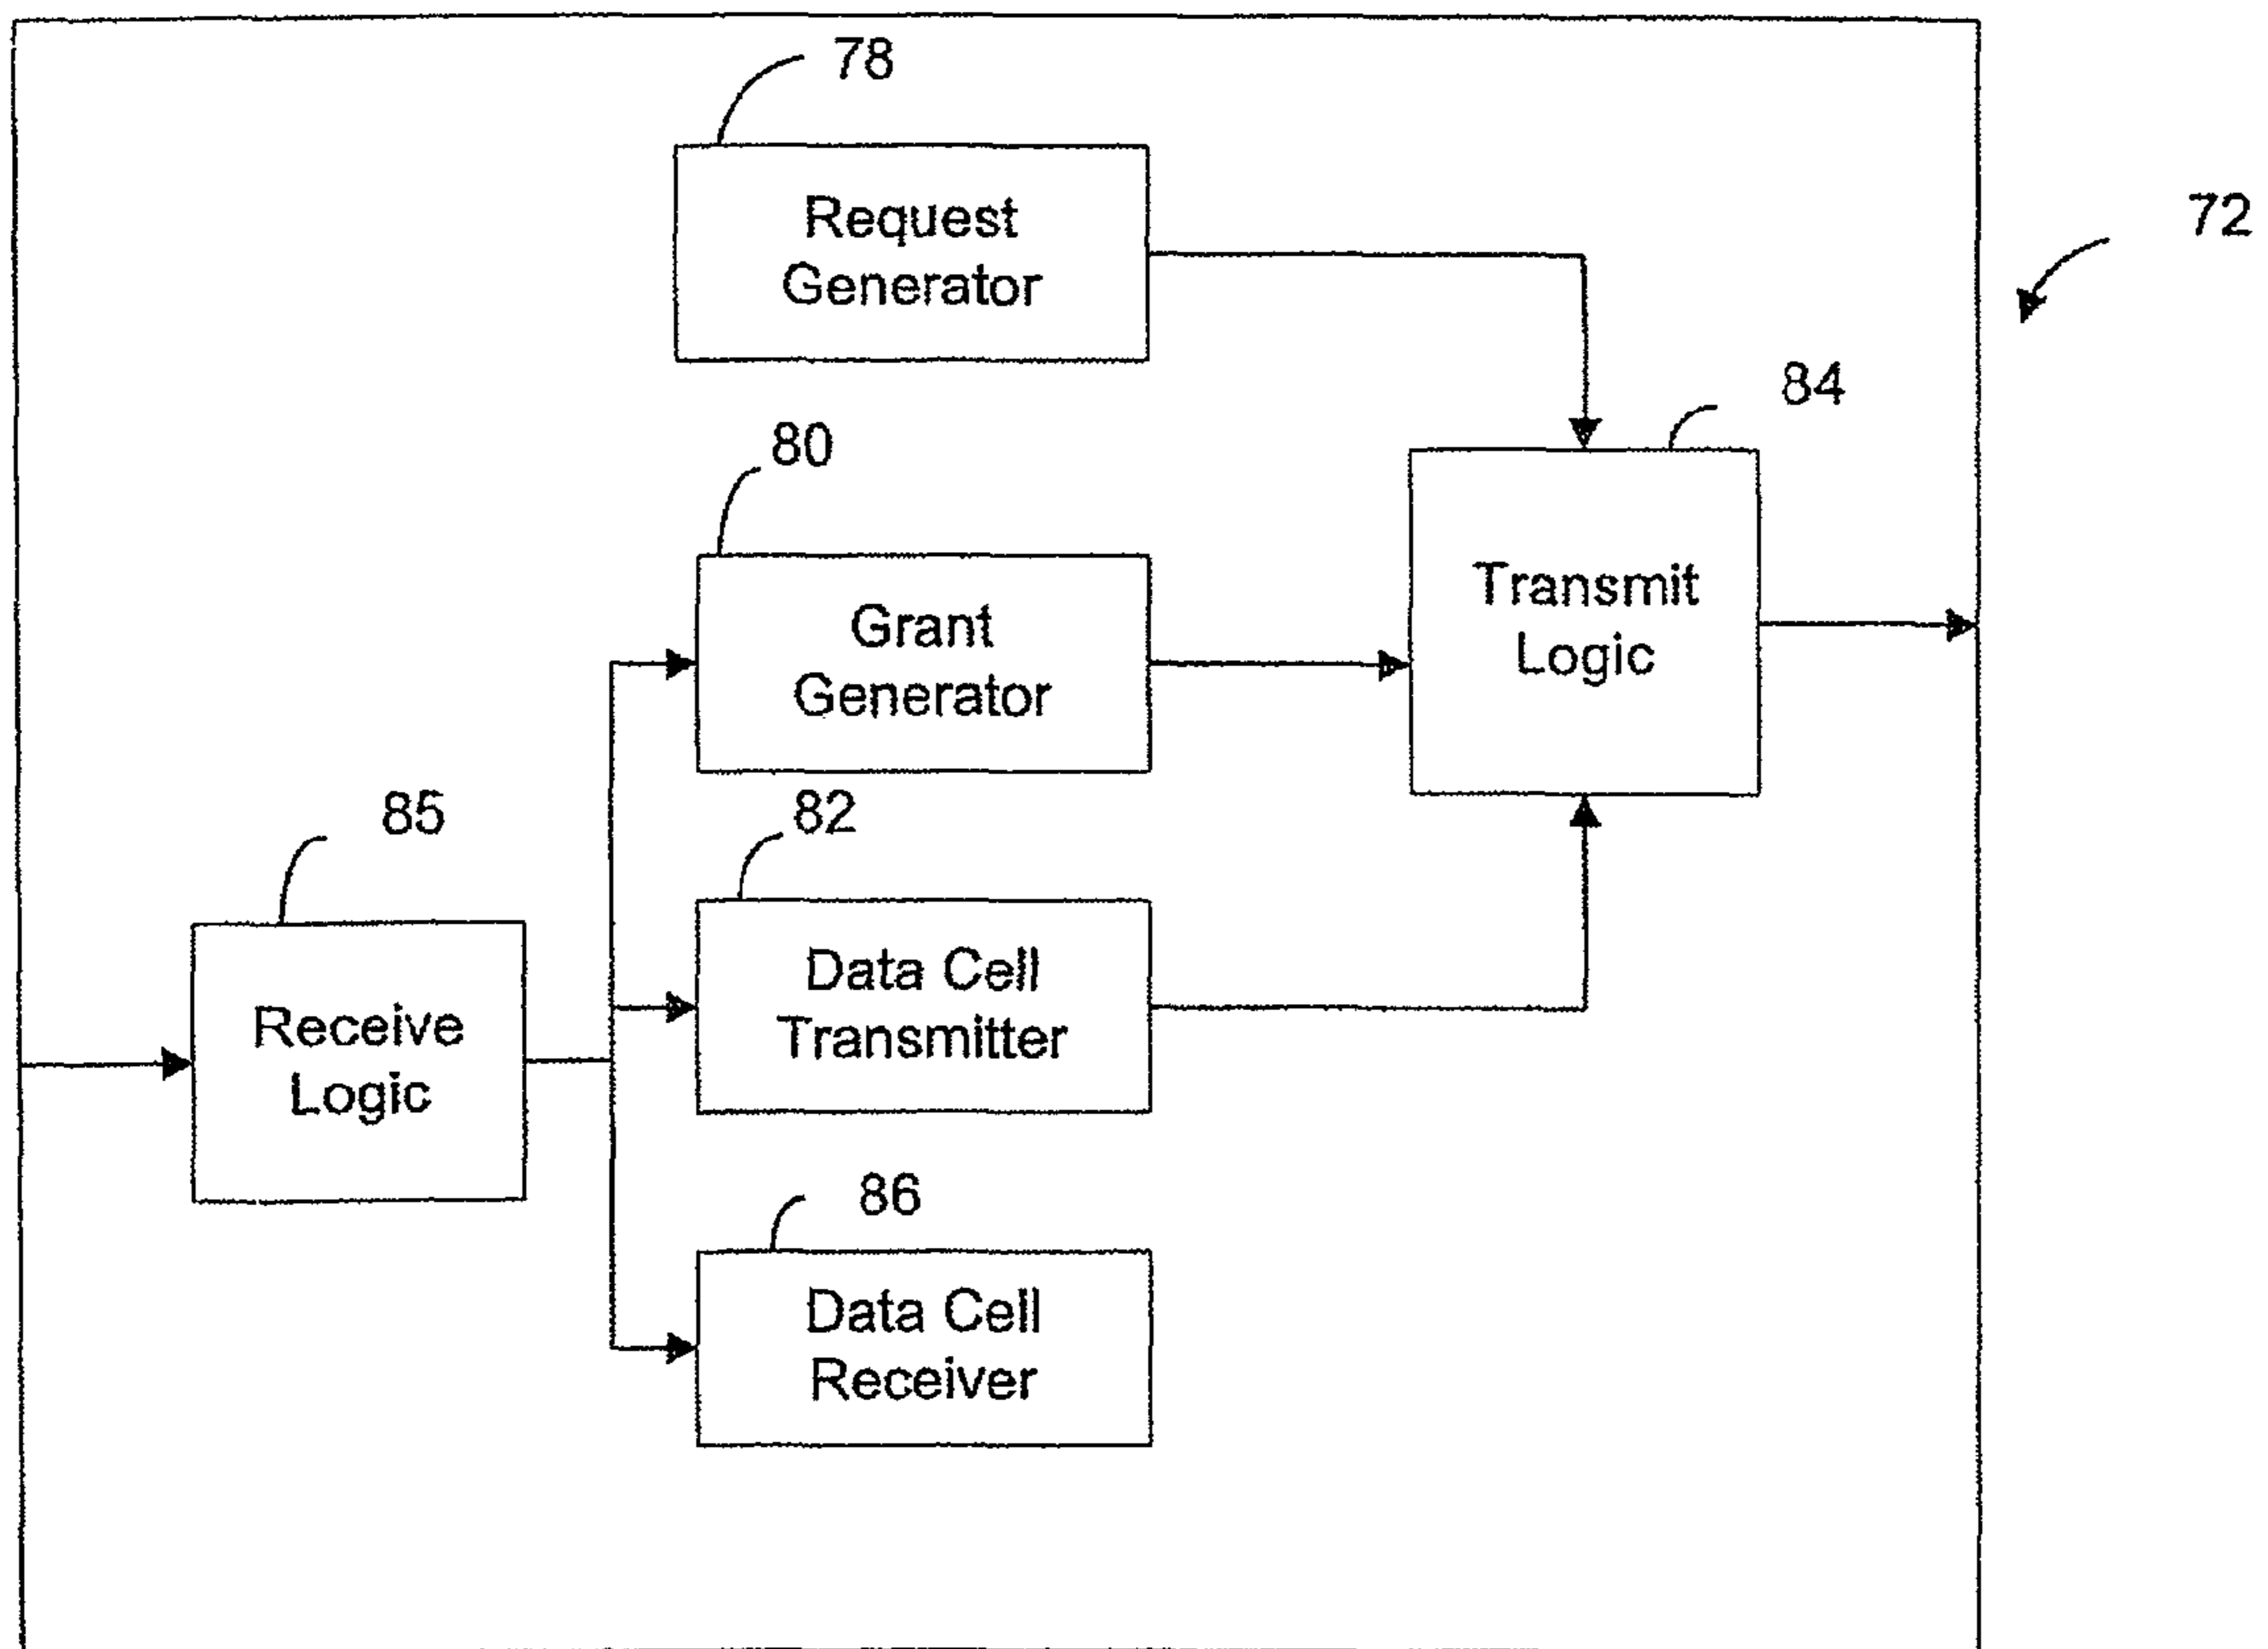 78
Request
Generator
72
84
80
Grant
Generator
Transmit
Logic
85
82
Receive
Logic
Data Cell
Transmitter
86
Data Cell
Receiver